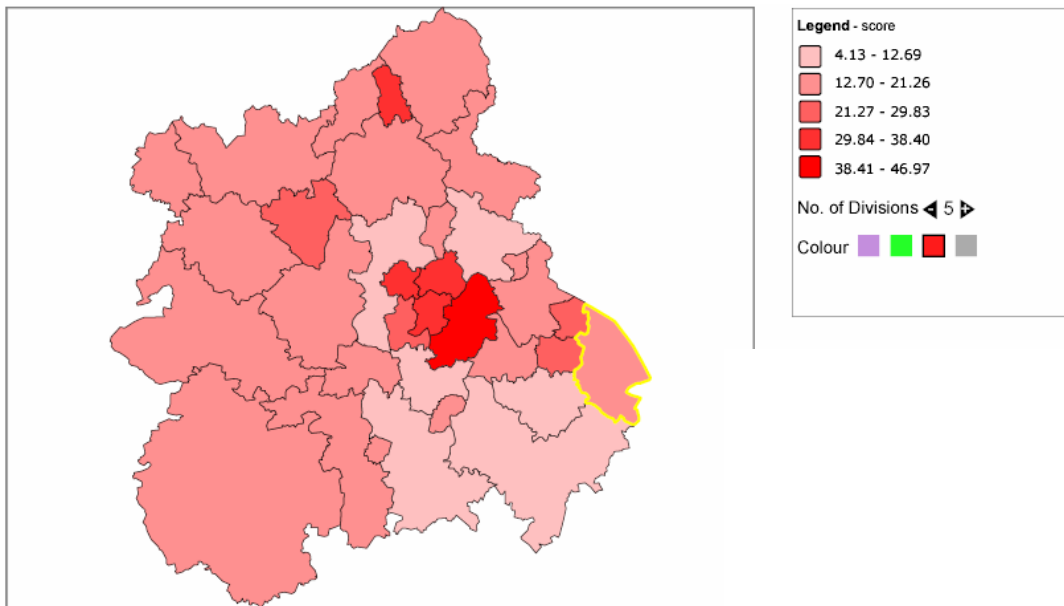 Legend - score
4.13 - 12.69
12.70 - 21.26
21.27 - 29.83
29.84 - 38.40
38.41 - 46.97
No. of Divisions 5
Colour